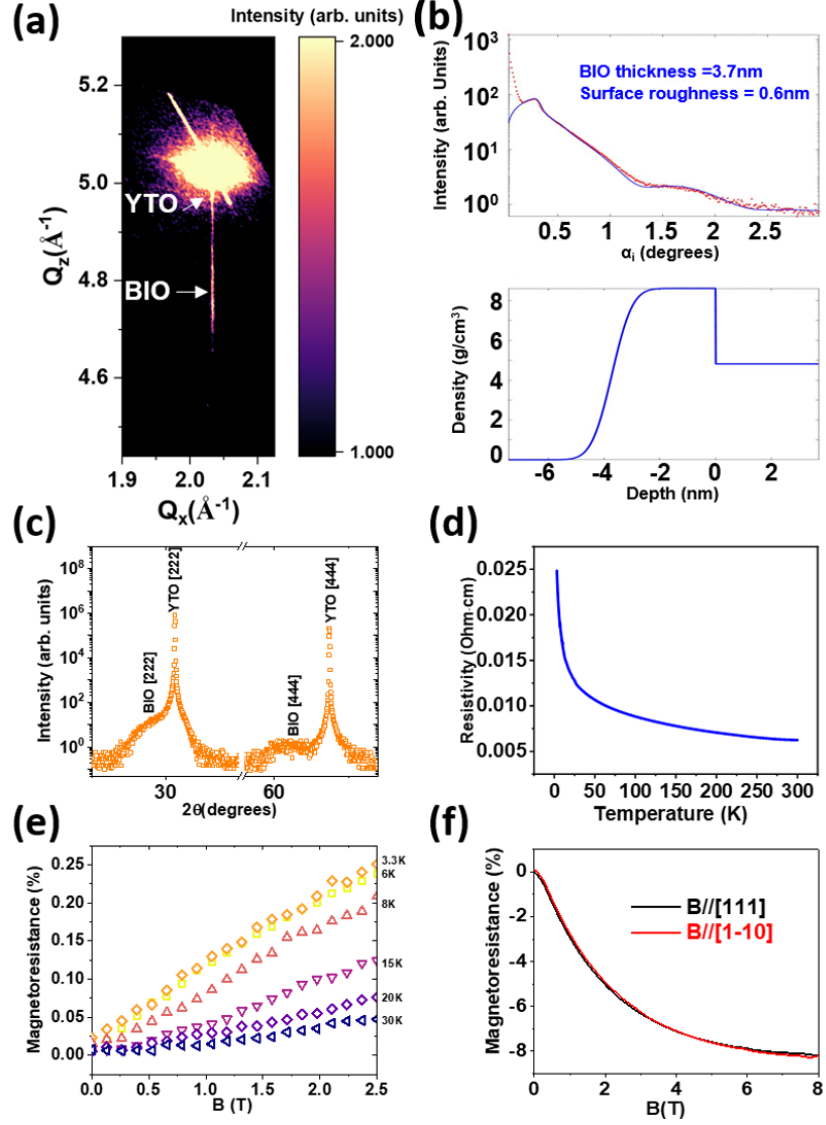 (a)
Intensity (arb. units)
2.000
1.000
5.2
5.0
4.8
4.6
Q_z(Å⁻¹)
YTO
BIO
1.9 2.0 2.1
Q_x(Å⁻¹)
(b)
Intensity (arb. Units)
10³
10²
10¹
10⁰
BIO thickness =3.7nm
Surface roughness = 0.6nm
0.5 1 1.5 2 2.5
α_i (degrees)
Density (g/cm³)
8
6
4
2
0
-6 -4 -2 0 2
Depth (nm)
(c)
Intensity (arb. units)
10⁸
10⁶
10⁴
10²
10⁰
BIO [222]
YTO [222]
BIO [444]
YTO [444]
30 60
2θ(degrees)
(d)
Resistivity (Ohm·cm)
0.025
0.020
0.015
0.010
0.005
0 50 100 150 200 250 300
Temperature (K)
(e)
Magnetoresistance (%)
0.25
0.20
0.15
0.10
0.05
0.00
3.3K
6K
8K
15K
20K
30K
0.0 0.5 1.0 1.5 2.0 2.5
B (T)
(f)
Magnetoresistance (%)
0
-2
-4
-6
-8
B//[111]
B//[1-10]
0 2 4 6 8
B(T)